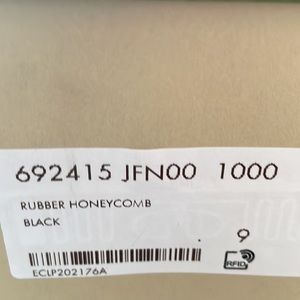 692415 JFN00 1000
RUBBER HONEYCOMB
BLACK
9
RFID
ECLP202176A